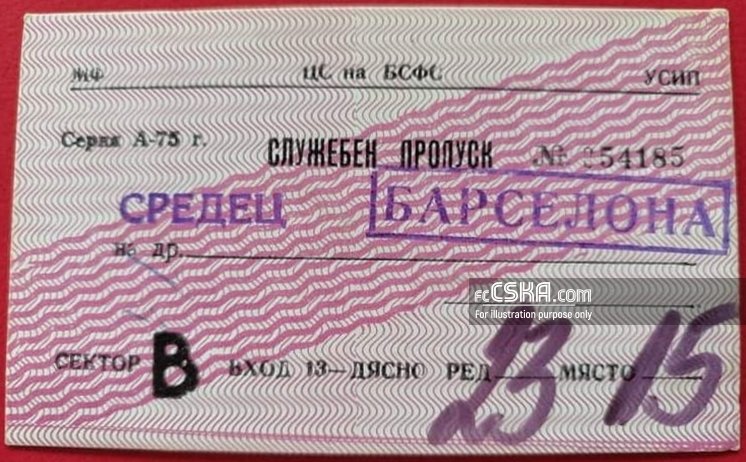 МФ ЦС на БСФС УСИП
Серия А-75 г. СЛУЖЕБЕН ПРОПУСК № 254185
СРЕДЕЦ БАРСЕЛОНА
на др.
fcCSKA.com
For illustration purpose only
СЕКТОР В ВХОД 13—ДЯСНО РЕД 23 МЯСТО 15